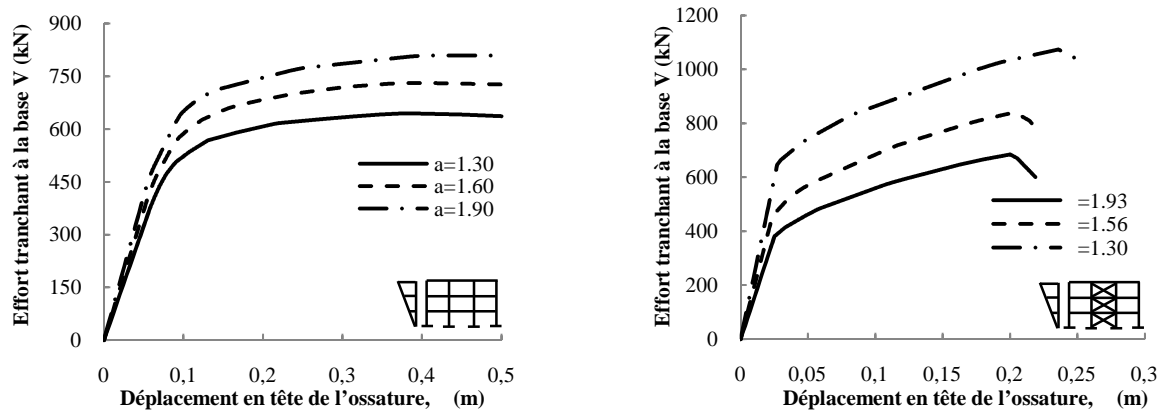 Effort tranchant à la base V (kN)
900
750
600
450
300
150
0
a=1.30
a=1.60
a=1.90
0 0,1 0,2 0,3 0,4 0,5
Déplacement en tête de l’ossature, (m)
Effort tranchant à la base V (kN)
1200
1000
800
600
400
200
0
=1.93
=1.56
=1.30
0 0,05 0,1 0,15 0,2 0,25 0,3
Déplacement en tête de l’ossature, (m)